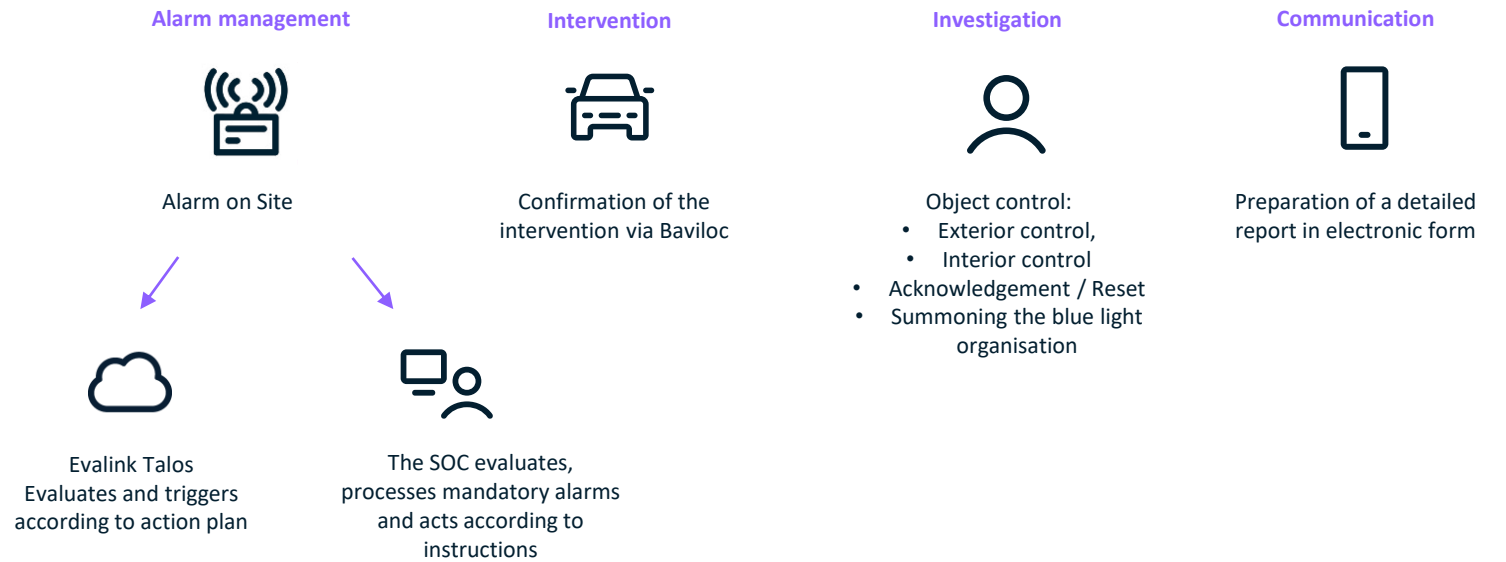 Alarm management
Intervention
Investigation
Communication
Alarm on Site
Confirmation of the
intervention via Baviloc
Object control:
• Exterior control,
• Interior control
• Acknowledgement / Reset
• Summoning the blue light
organisation
Preparation of a detailed
report in electronic form
Evalink Talos
Evaluates and triggers
according to action plan
The SOC evaluates,
processes mandatory alarms
and acts according to
instructions